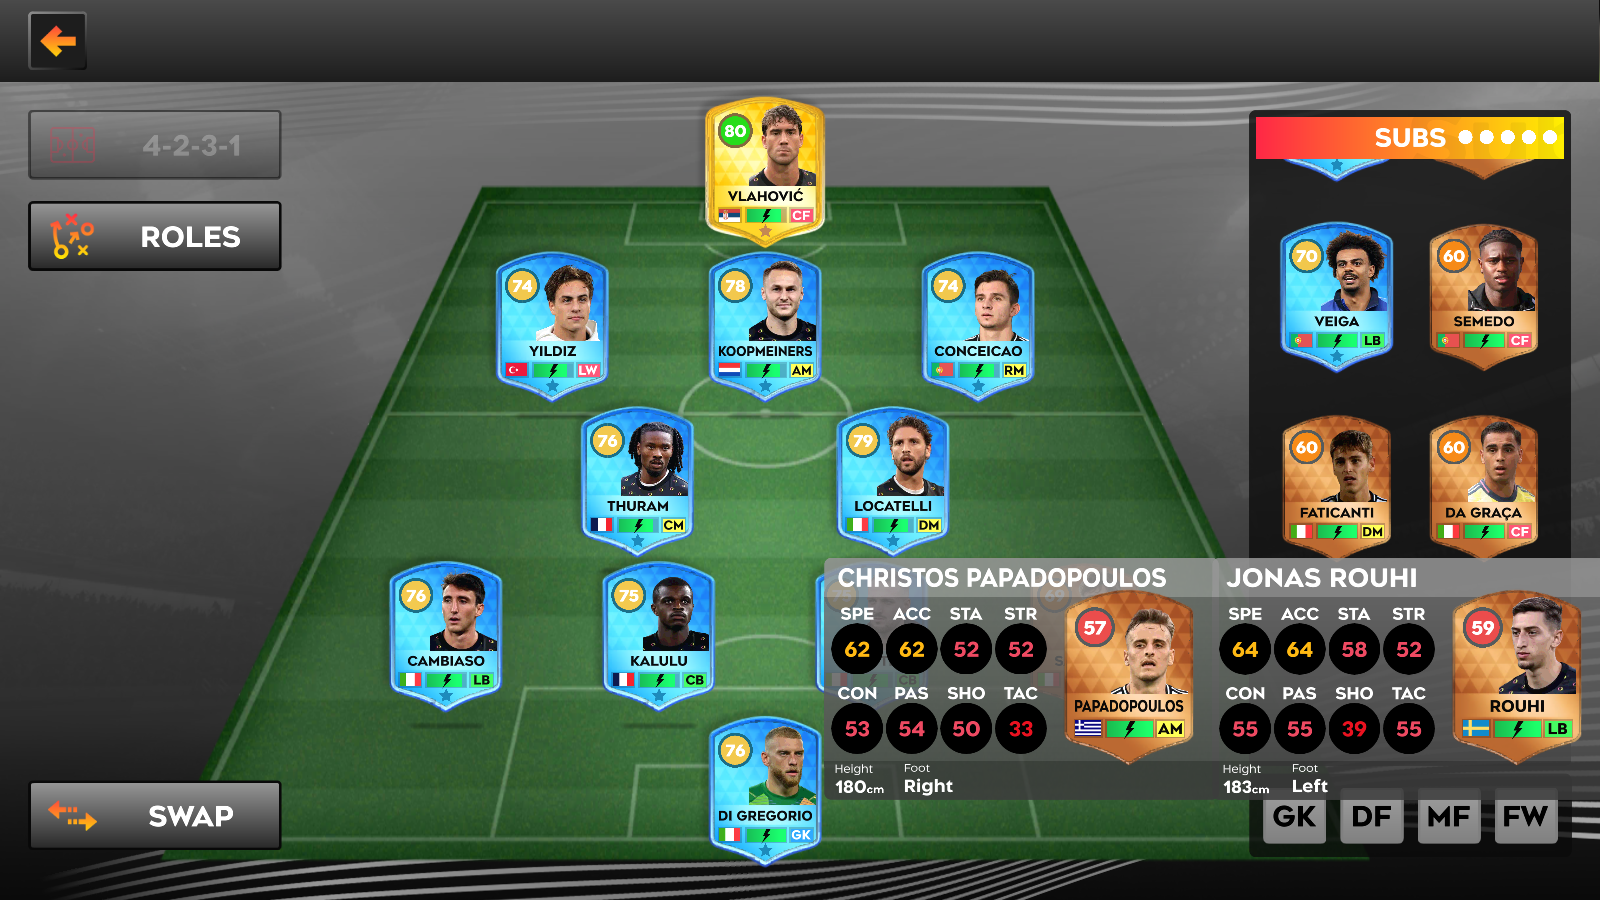 4-2-3-1
ROLES
SWAP
80
VLAHOVIĆ
CF
74
YILDIZ
LW
78
KOOPMEINERS
AM
74
CONCEICAO
RM
76
THURAM
CM
79
LOCATELLI
DM
76
CAMBIASO
LB
75
KALULU
CB
76
DI GREGORIO
GK
SUBS
70
VEIGA
LB
60
SEMEDO
CF
60
FATICANTI
DM
60
DA GRAÇA
CF
CHRISTOS PAPADOPOULOS
SPE ACC STA STR
62 62 52 52
CON PAS SHO TAC
53 54 50 33
Height Foot
180cm Right
57
PAPADOPOULOS
AM
JONAS ROUHI
SPE ACC STA STR
64 64 58 52
CON PAS SHO TAC
55 55 39 55
Height Foot
183cm Left
59
ROUHI
LB
GK DF MF FW